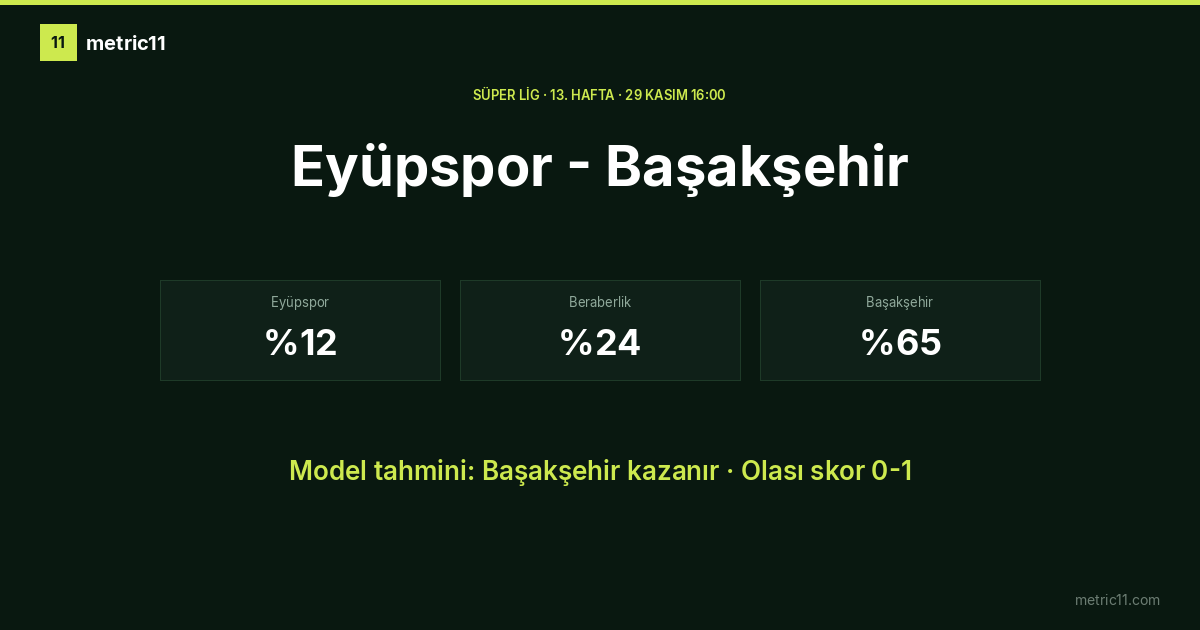 11 metric11
SÜPER LİG · 13. HAFTA · 29 KASIM 16:00
Eyüpspor - Başakşehir
Eyüpspor
%12
Beraberlik
%24
Başakşehir
%65
Model tahmini: Başakşehir kazanır · Olası skor 0-1
metric11.com